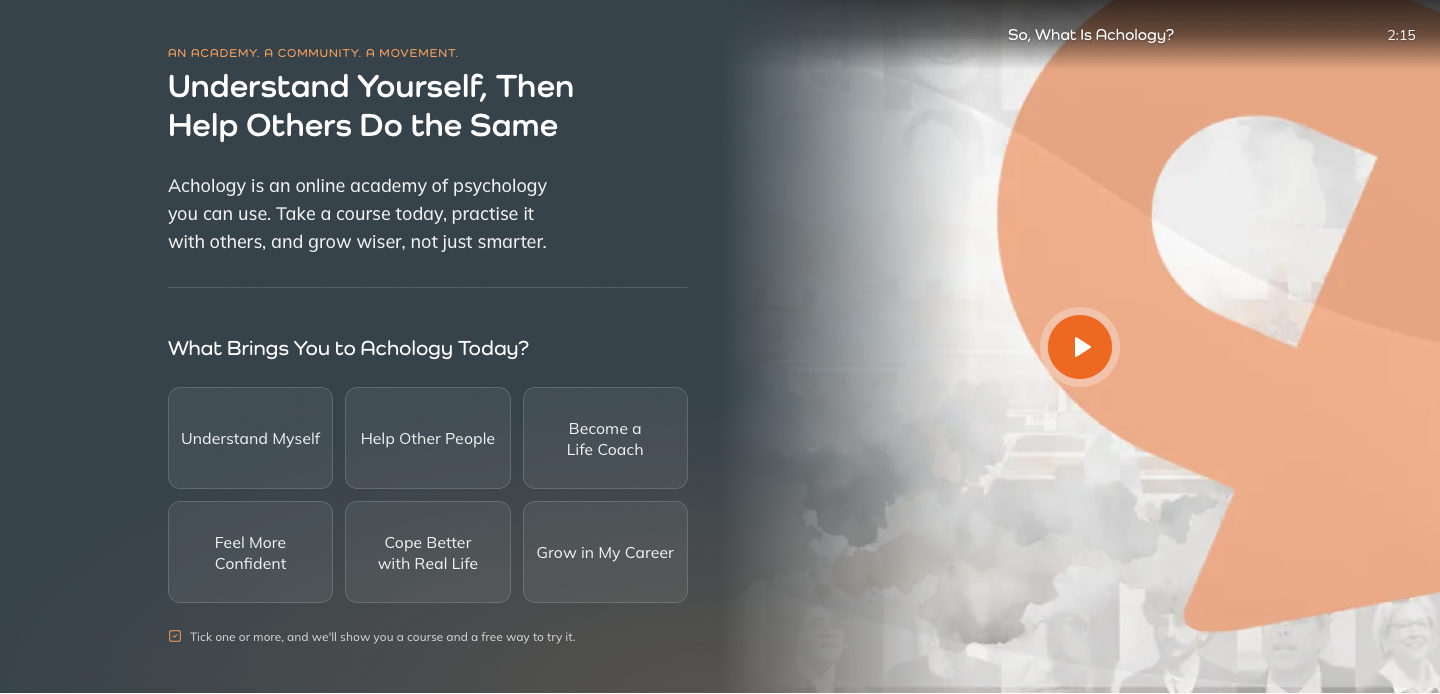 AN ACADEMY. A COMMUNITY. A MOVEMENT.
Understand Yourself, Then
Help Others Do the Same
Achology is an online academy of psychology
you can use. Take a course today, practise it
with others, and grow wiser, not just smarter.
What Brings You to Achology Today?
Understand Myself
Help Other People
Become a
Life Coach
Feel More
Confident
Cope Better
with Real Life
Grow in My Career
Tick one or more, and we'll show you a course and a free way to try it.
So, What Is Achology?
2:15